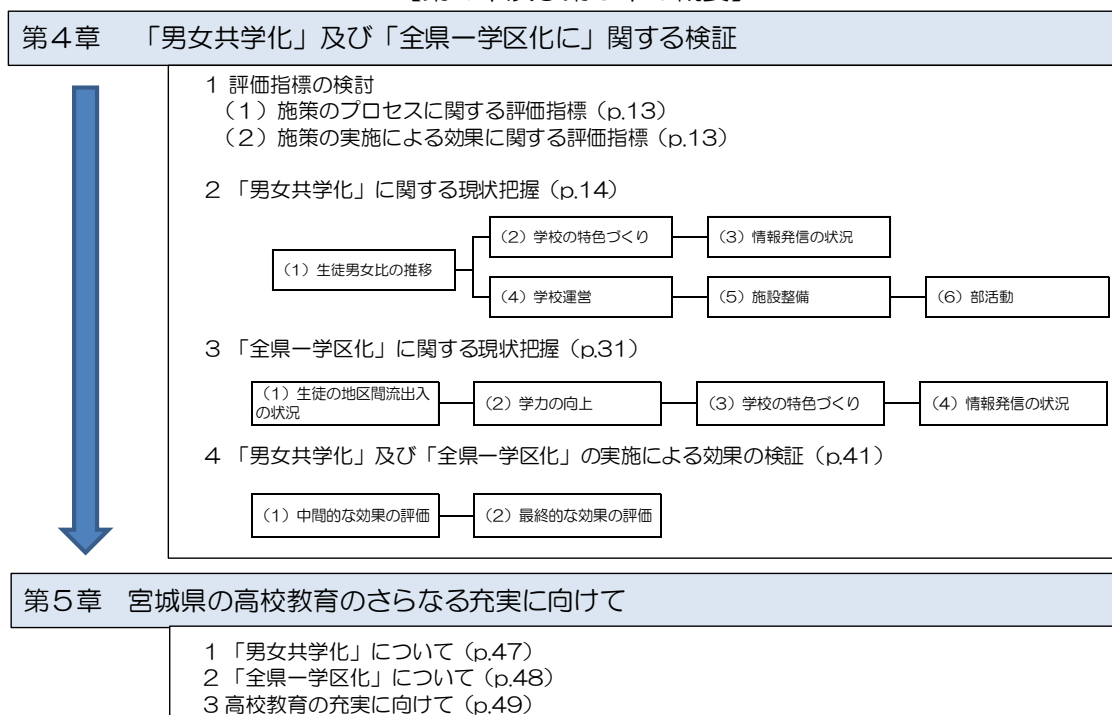 第4章　「男女共学化」及び「全県一学区化に」関する検証
1 評価指標の検討
（1）施策のプロセスに関する評価指標（p.13）
（2）施策の実施による効果に関する評価指標（p.13）
2 「男女共学化」に関する現状把握（p.14）
（1）生徒男女比の推移
（2）学校の特色づくり
（3）情報発信の状況
（4）学校運営
（5）施設整備
（6）部活動
3 「全県一学区化」に関する現状把握（p.31）
（1）生徒の地区間流出入
の状況
（2）学力の向上
（3）学校の特色づくり
（4）情報発信の状況
4 「男女共学化」及び「全県一学区化」の実施による効果の検証（p.41）
（1）中間的な効果の評価
（2）最終的な効果の評価
第5章　宮城県の高校教育のさらなる充実に向けて
1 「男女共学化」について（p.47）
2 「全県一学区化」について（p.48）
3 高校教育の充実に向けて（p.49）